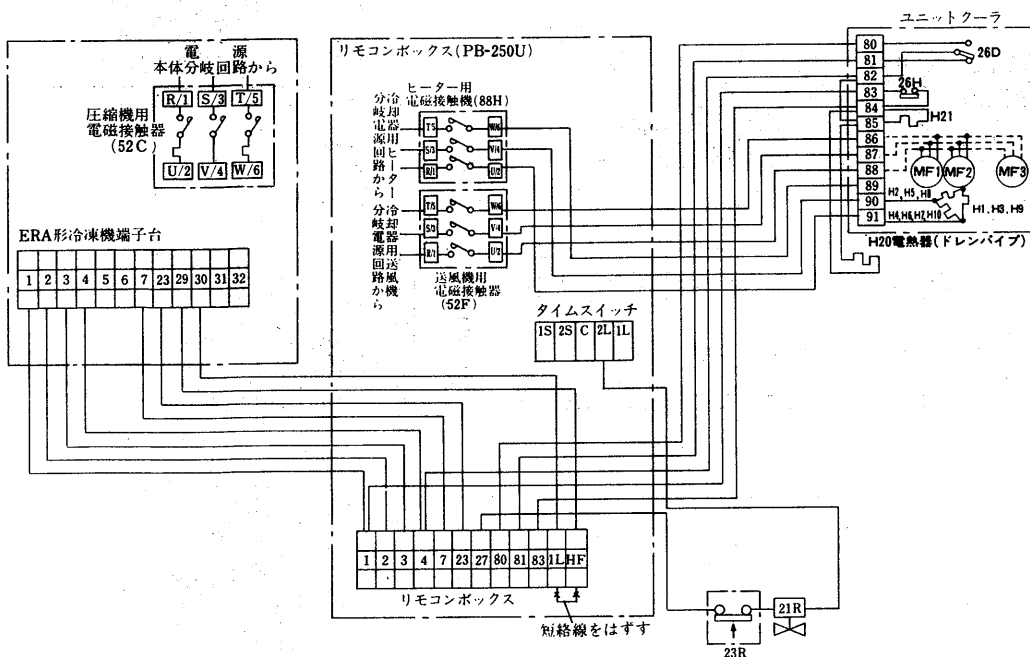 電源
本体分岐回路から
R/1 S/3 T/5
圧縮機用
電磁接触器
(52C)
U/2 V/4 W/6
ERA形冷凍機端子台
1 2 3 4 5 6 7 23 29 30 31 32
リモコンボックス(PB-250U)
ヒーター用
電磁接触機(88H)
冷却器用ヒーター
分岐電源回路から
T/5 W/6
S/3 V/4
R/1 U/2
冷却器用送風機
分岐電源回路から
T/5 W/6
S/3 V/4
R/1 U/2
送風機用
電磁接触器
(52F)
タイムスイッチ
1S 2S C 2L 1L
1 2 3 4 7 23 27 80 81 83 1L HF
リモコンボックス
短絡線をはずす
ユニットクーラ
80
81
82
83
84
85
86
87
88
89
90
91
26D
26H
H21
MF1 MF2 MF3
H2, H5, H8
H4, H6, H7, H10
H1, H3, H9
H20電熱器(ドレンパイプ)
21R
23R